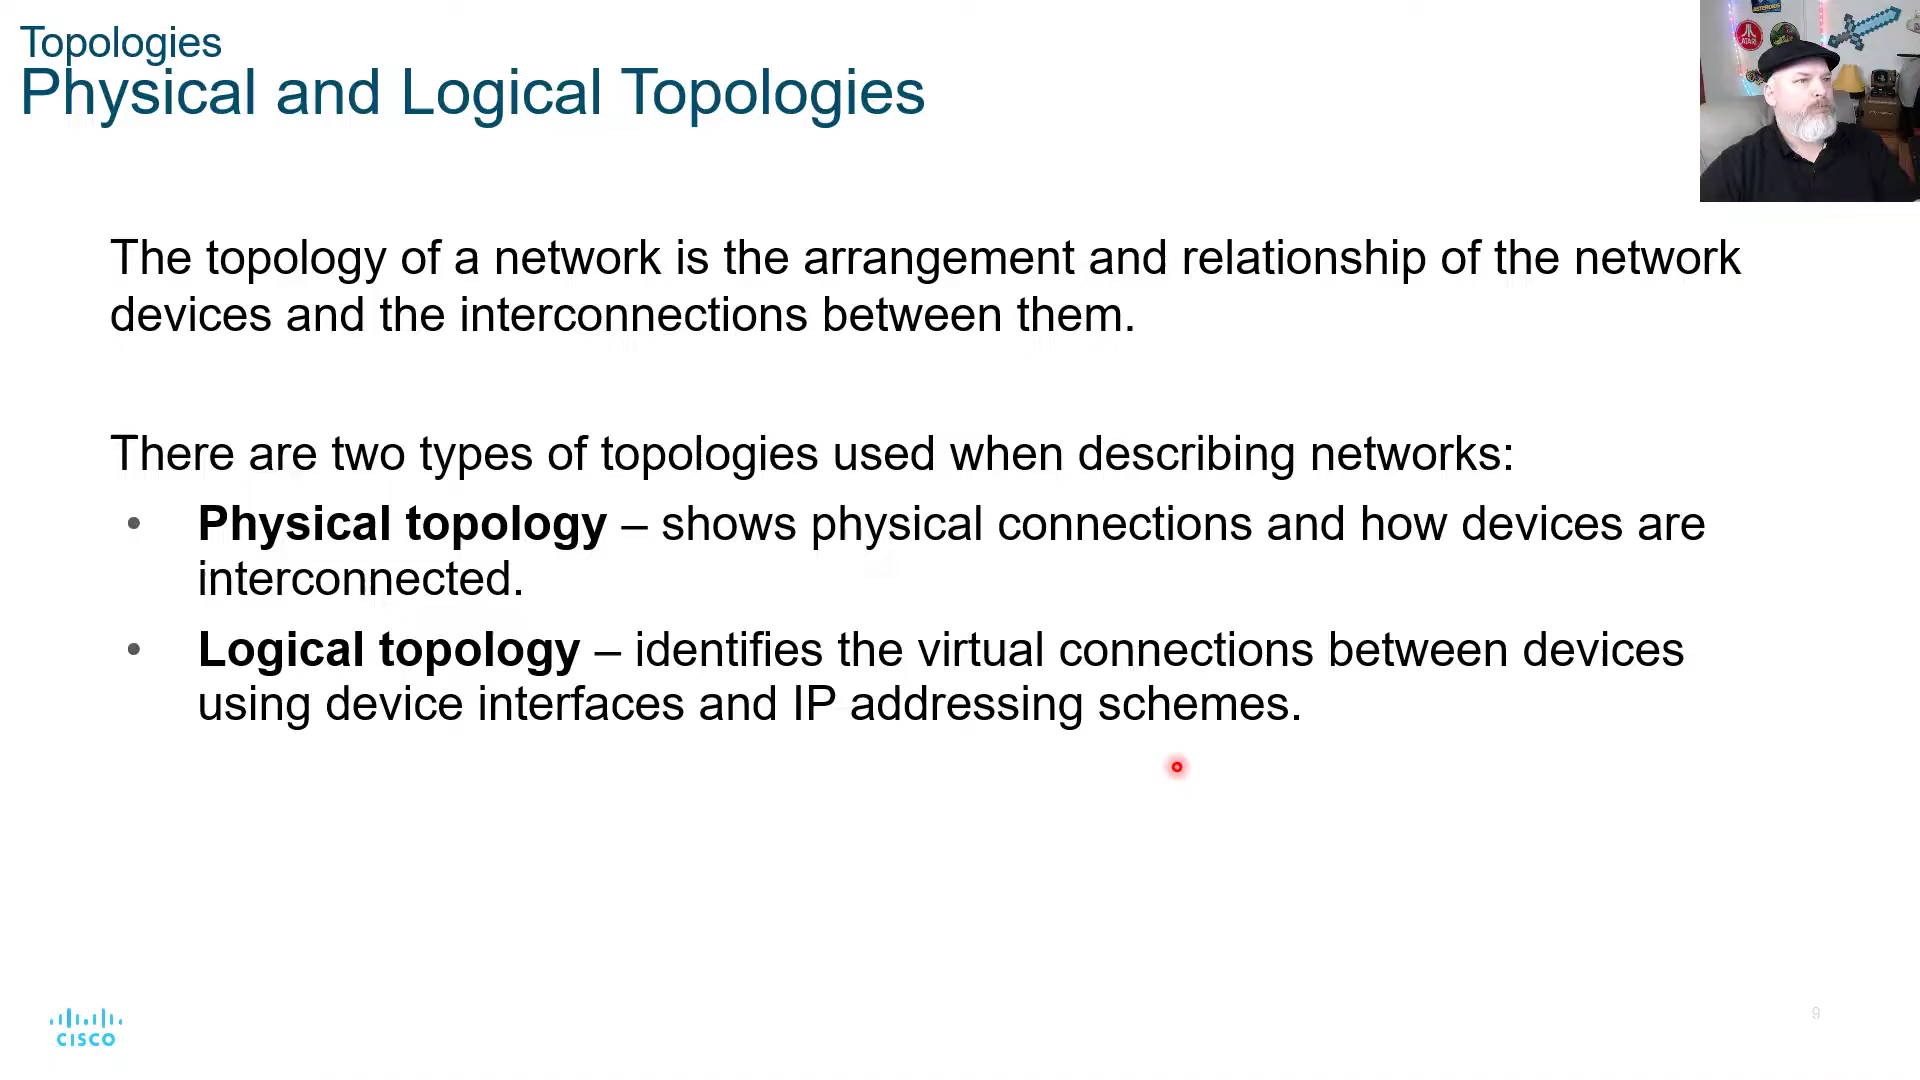 Topologies
Physical and Logical Topologies
ASTEROIDS
ATARI
The topology of a network is the arrangement and relationship of the network
devices and the interconnections between them.
There are two types of topologies used when describing networks:
• Physical topology – shows physical connections and how devices are
interconnected.
• Logical topology – identifies the virtual connections between devices
using device interfaces and IP addressing schemes.
CISCO
9